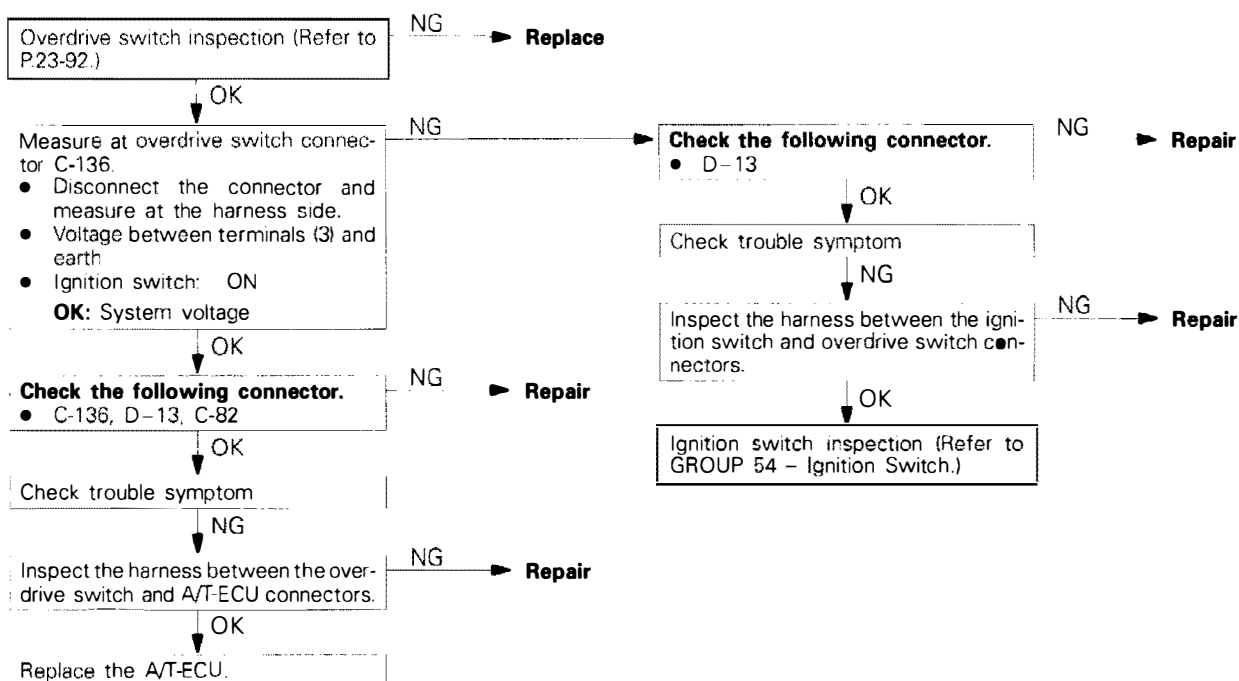 Overdrive switch inspection (Refer to
P.23-92.)
NG
Replace
OK
Measure at overdrive switch connec-
tor C-136.
● Disconnect the connector and
measure at the harness side.
● Voltage between terminals (3) and
earth
● Ignition switch: ON
OK: System voltage
NG
Check the following connector.
● D–13
NG
Repair
OK
Check trouble symptom
NG
Inspect the harness between the igni-
tion switch and overdrive switch con-
nectors.
NG
Repair
OK
Ignition switch inspection (Refer to
GROUP 54 – Ignition Switch.)
OK
Check the following connector.
● C-136, D–13, C-82
NG
Repair
OK
Check trouble symptom
NG
Inspect the harness between the over-
drive switch and A/T-ECU connectors.
NG
Repair
OK
Replace the A/T-ECU.